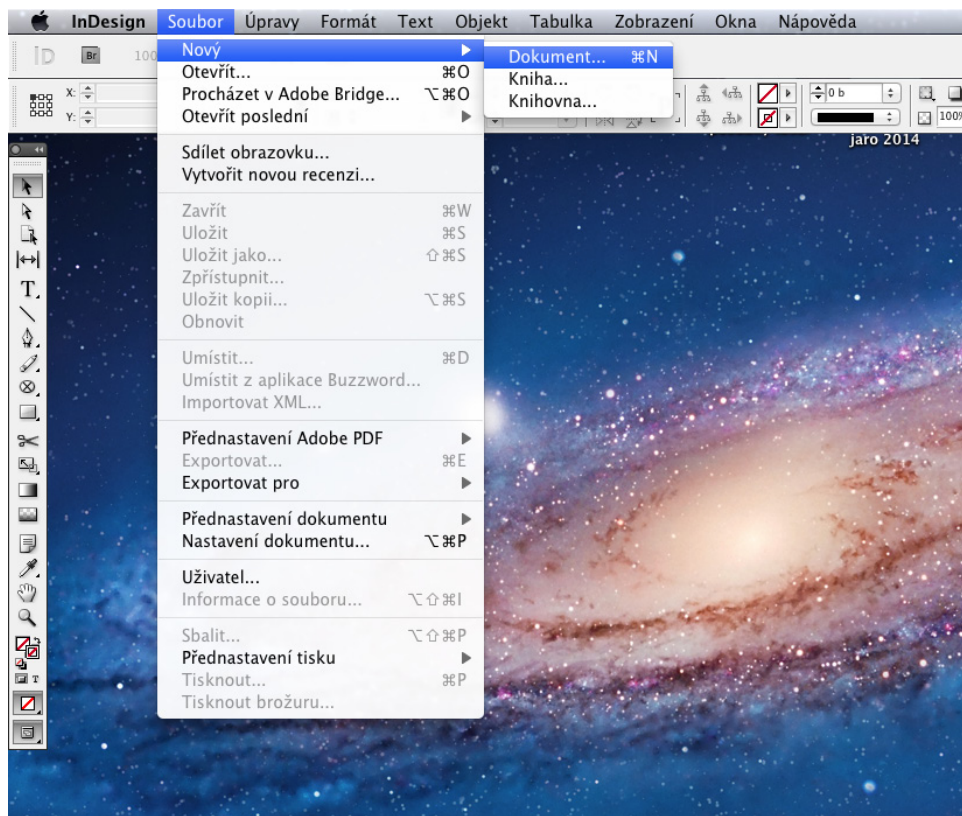 InDesign Soubor Úpravy Formát Text Objekt Tabulka Zobrazení Okna Nápověda
ID Br 100
Nový
Dokument... ⌘N
Otevřít... ⌘O
Kniha...
Procházet v Adobe Bridge... ⌥⌘O
Knihovna...
X:
0 b
Otevřít poslední
Y:
100%
jaro 2014
Sdílet obrazovku...
Vytvořit novou recenzi...
Zavřít ⌘W
Uložit ⌘S
Uložit jako... ⇧⌘S
Zpřístupnit...
Uložit kopii... ⌥⌘S
Obnovit
Umístit... ⌘D
Umístit z aplikace Buzzword...
Importovat XML...
Přednastavení Adobe PDF
Exportovat... ⌘E
Exportovat pro
Přednastavení dokumentu
Nastavení dokumentu... ⌥⌘P
Uživatel...
Informace o souboru... ⌥⇧⌘I
Sbalit... ⌥⇧⌘P
Přednastavení tisku
Tisknout... ⌘P
Tisknout brožuru...
T
T